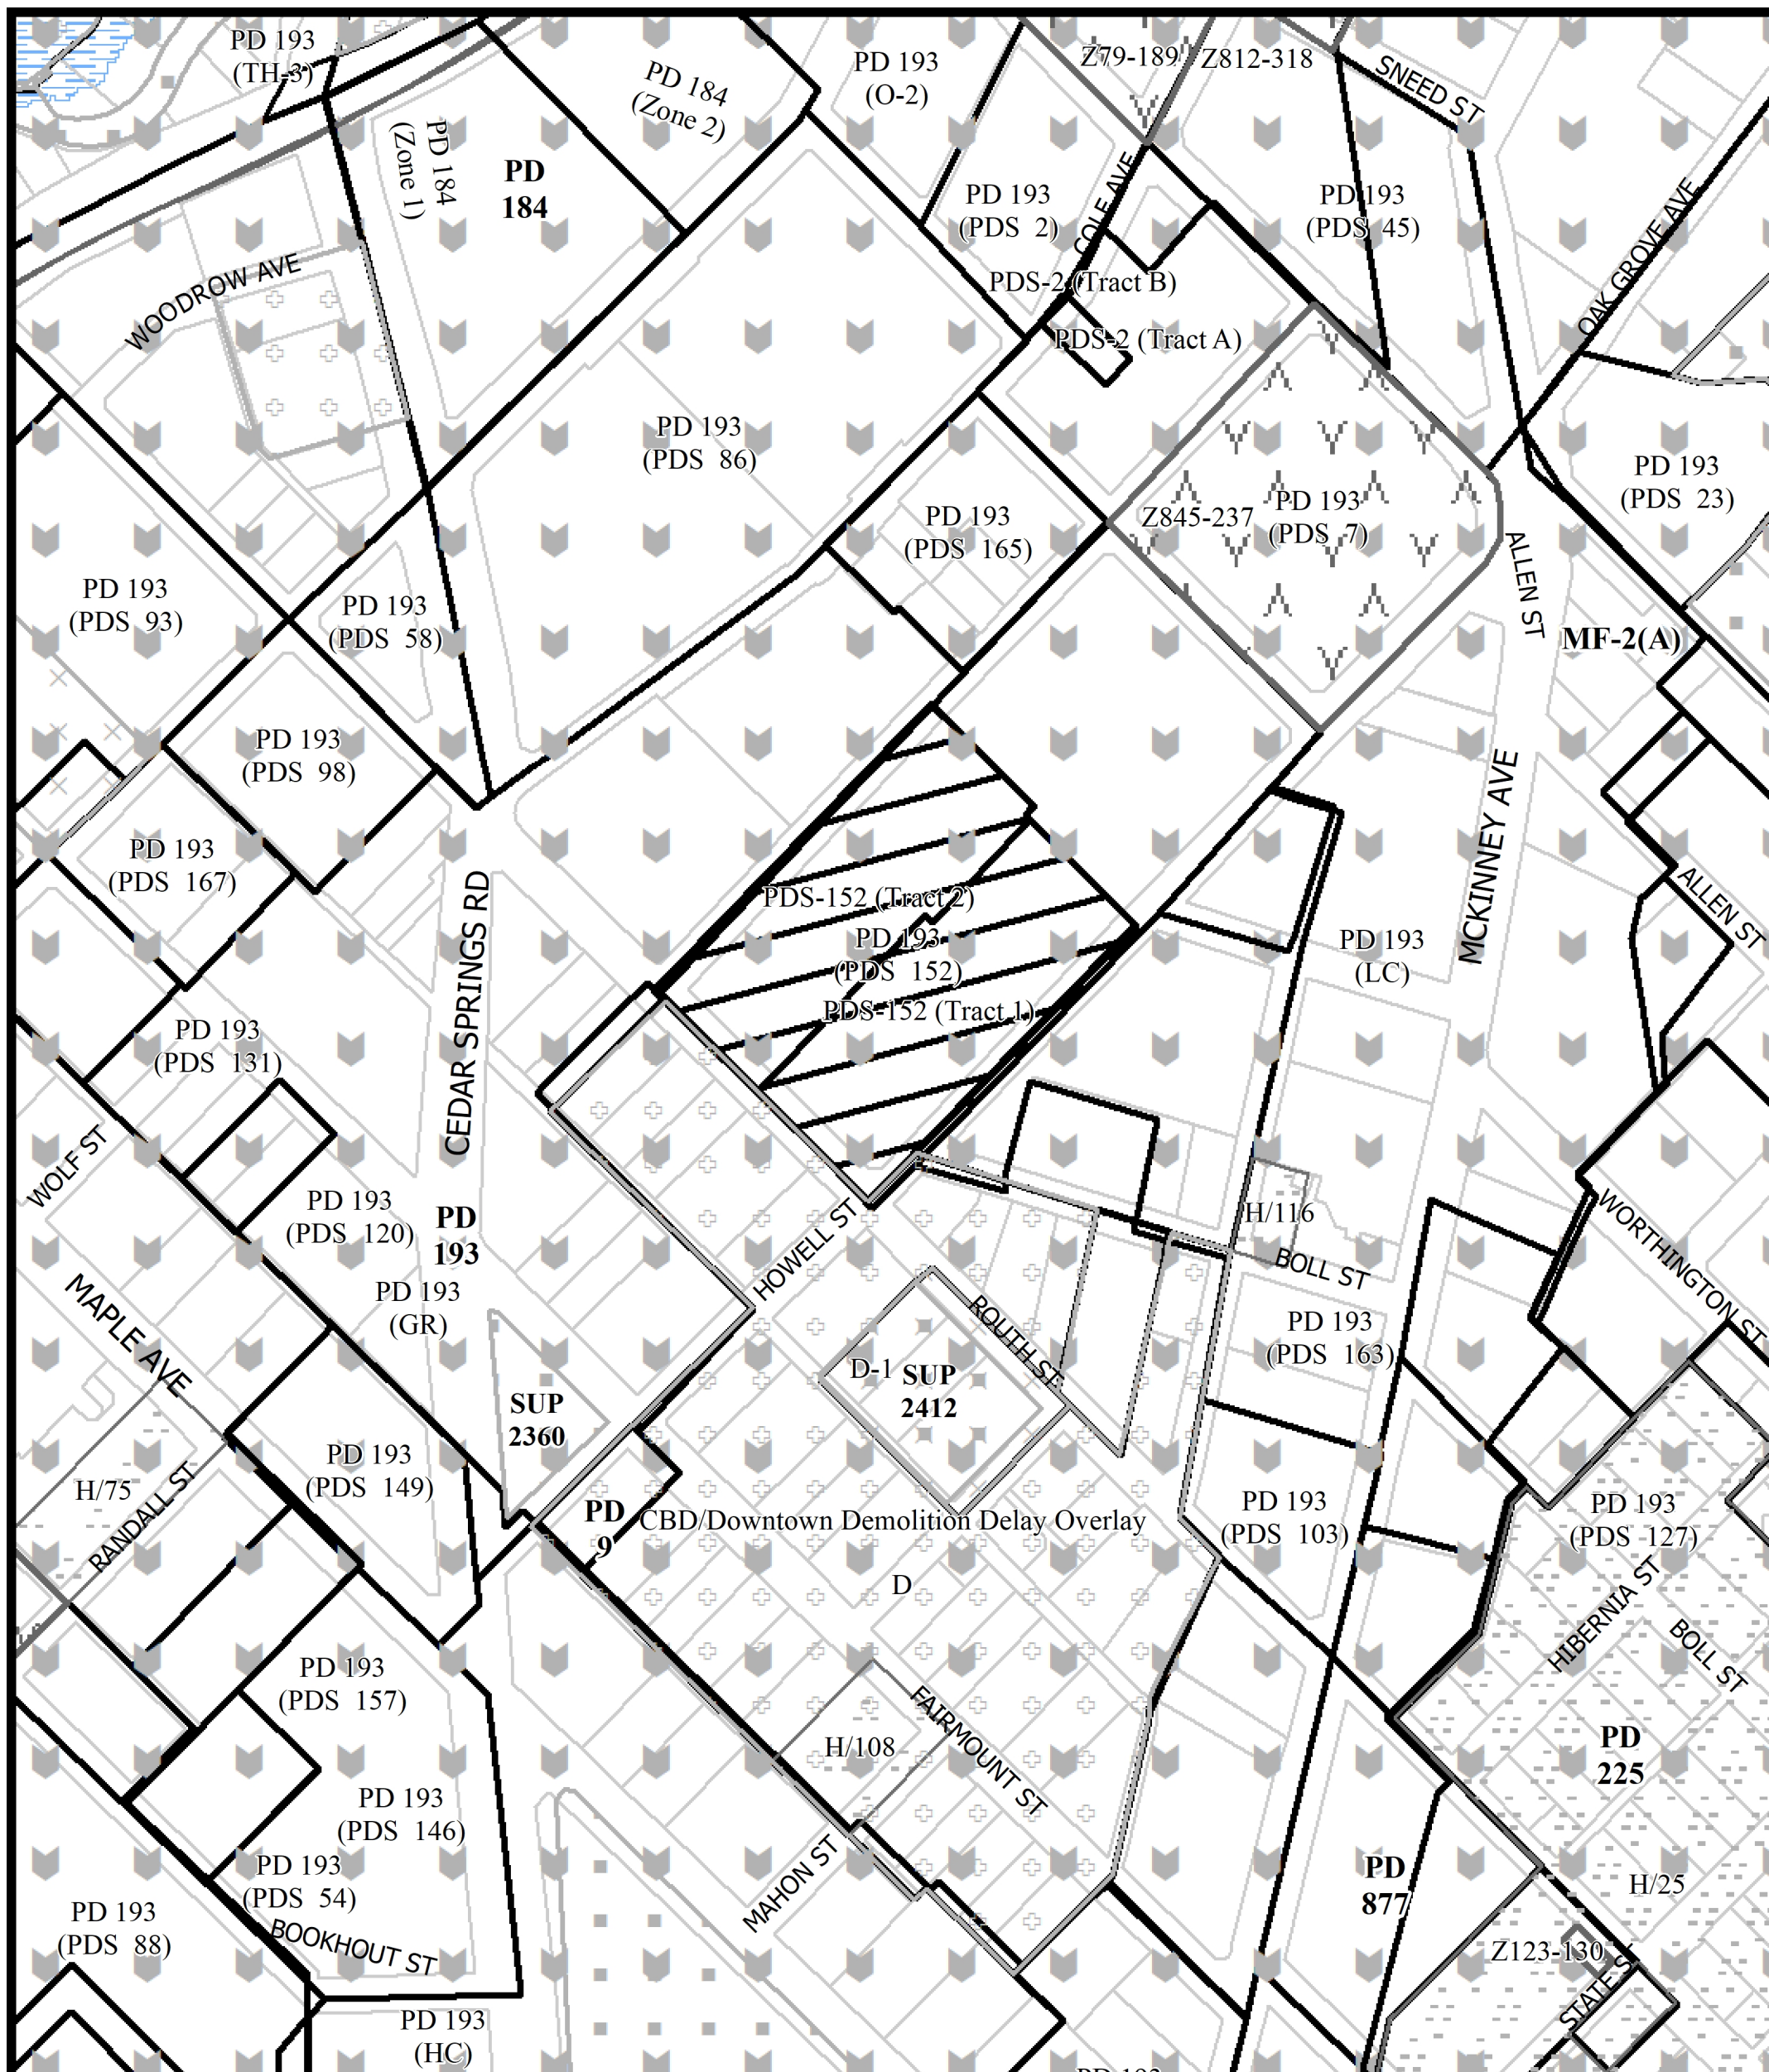 PD 193
(TH-3)
PD 184
(Zone 1)
PD
184
PD 184
(Zone 2)
PD 193
(O-2)
Z79-189
Z812-318
SNEED ST
PD 193
(PDS 2)
COLE AVE
PD 193
(PDS 45)
OAK GROVE AVE
WOODROW AVE
PDS-2 (Tract B)
PDS-2 (Tract A)
PD 193
(PDS 86)
PD 193
(PDS 165)
Z845-237
PD 193
(PDS 7)
PD 193
(PDS 23)
ALLEN ST
MF-2(A)
PD 193
(PDS 93)
PD 193
(PDS 58)
PD 193
(PDS 98)
PD 193
(PDS 167)
CEDAR SPRINGS RD
PDS-152 (Tract 2)
PD 193
(PDS 152)
PDS-152 (Tract 1)
PD 193
(LC)
MCKINNEY AVE
ALLEN ST
PD 193
(PDS 131)
WOLF ST
PD 193
(PDS 120)
PD
193
PD 193
(GR)
HOWELL ST
H/116
BOLL ST
WORTHINGTON ST
MAPLE AVE
ROUTH ST
D-1
SUP
2412
PD 193
(PDS 163)
SUP
2360
PD 193
(PDS 149)
H/75
RANDALL ST
PD
9
CBD/Downtown Demolition Delay Overlay
D
PD 193
(PDS 103)
PD 193
(PDS 127)
HIBERNIA ST
BOLL ST
PD 193
(PDS 157)
H/108
FAIRMOUNT ST
PD
225
PD 193
(PDS 146)
PD 193
(PDS 54)
MAHON ST
PD
877
H/25
PD 193
(PDS 88)
BOOKHOUT ST
Z123-130
STATE ST
PD 193
(HC)
PD 193